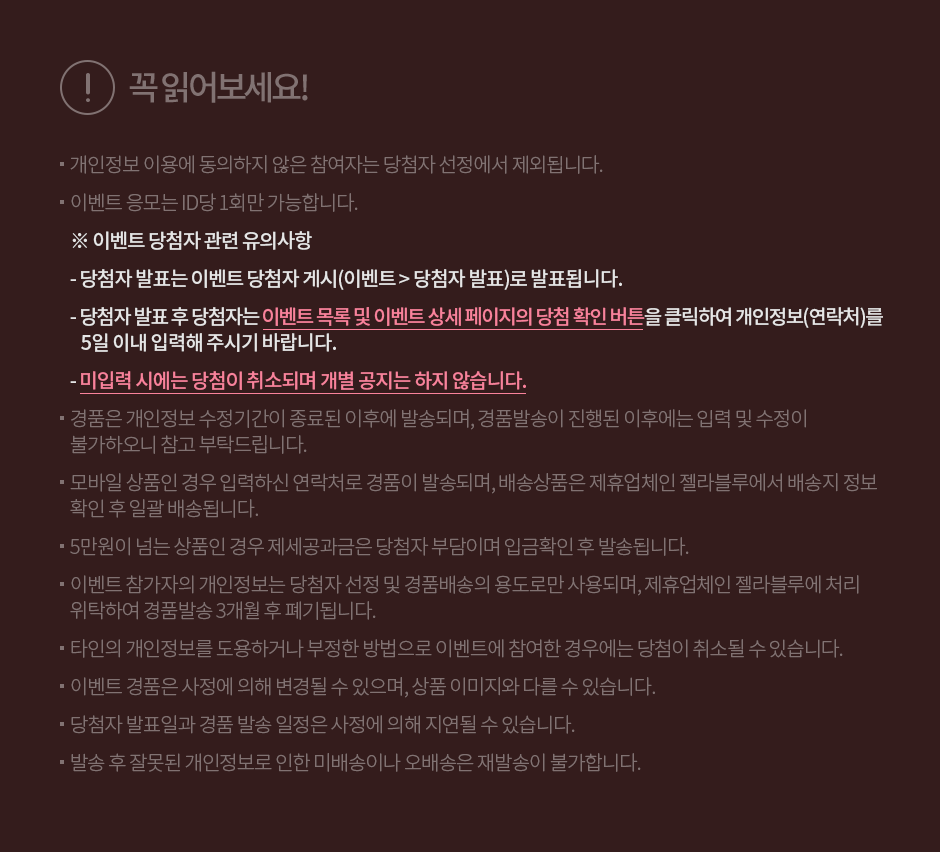 꼭 읽어보세요!
· 개인정보 이용에 동의하지 않은 참여자는 당첨자 선정에서 제외됩니다.
· 이벤트 응모는 ID당 1회만 가능합니다.
※ 이벤트 당첨자 관련 유의사항
- 당첨자 발표는 이벤트 당첨자 게시(이벤트 > 당첨자 발표)로 발표됩니다.
- 당첨자 발표 후 당첨자는 이벤트 목록 및 이벤트 상세 페이지의 당첨 확인 버튼을 클릭하여 개인정보(연락처)를
5일 이내 입력해 주시기 바랍니다.
- 미입력 시에는 당첨이 취소되며 개별 공지는 하지 않습니다.
· 경품은 개인정보 수정기간이 종료된 이후에 발송되며, 경품발송이 진행된 이후에는 입력 및 수정이
불가하오니 참고 부탁드립니다.
· 모바일 상품인 경우 입력하신 연락처로 경품이 발송되며, 배송상품은 제휴업체인 젤라블루에서 배송지 정보
확인 후 일괄 배송됩니다.
· 5만원이 넘는 상품인 경우 제세공과금은 당첨자 부담이며 입금확인 후 발송됩니다.
· 이벤트 참가자의 개인정보는 당첨자 선정 및 경품배송의 용도로만 사용되며, 제휴업체인 젤라블루에 처리
위탁하여 경품발송 3개월 후 폐기됩니다.
· 타인의 개인정보를 도용하거나 부정한 방법으로 이벤트에 참여한 경우에는 당첨이 취소될 수 있습니다.
· 이벤트 경품은 사정에 의해 변경될 수 있으며, 상품 이미지와 다를 수 있습니다.
· 당첨자 발표일과 경품 발송 일정은 사정에 의해 지연될 수 있습니다.
· 발송 후 잘못된 개인정보로 인한 미배송이나 오배송은 재발송이 불가합니다.